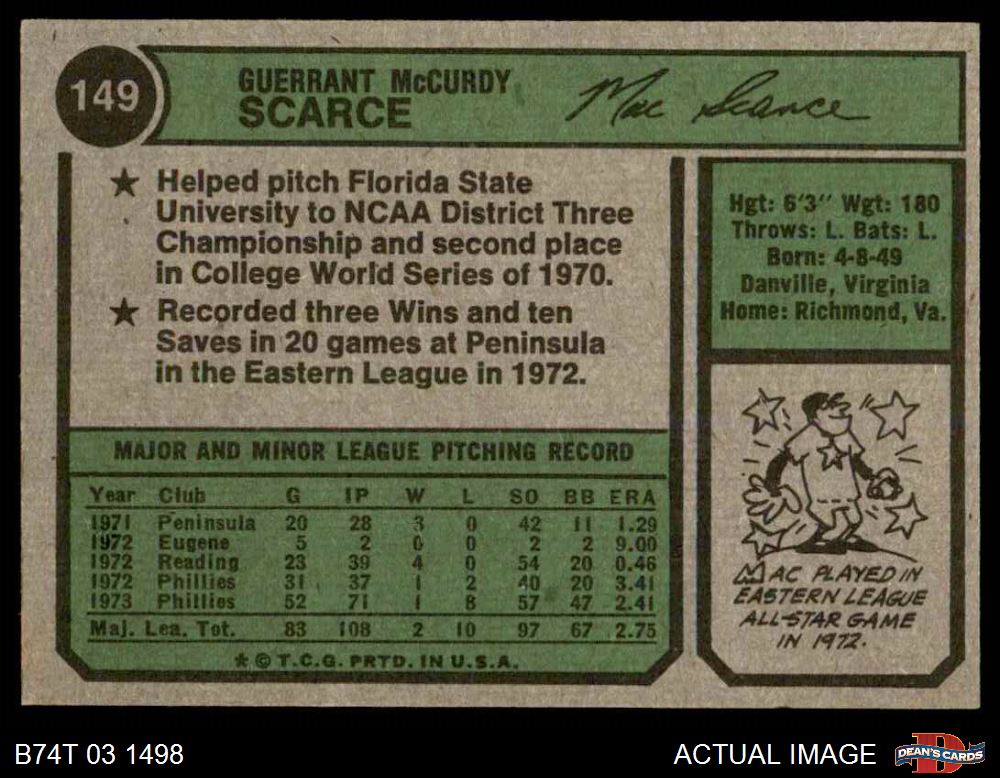 149
GUERRANT McCURDY
SCARCE
Mac Scarce
★ Helped pitch Florida State
University to NCAA District Three
Championship and second place
in College World Series of 1970.
★ Recorded three Wins and ten
Saves in 20 games at Peninsula
in the Eastern League in 1972.
Hgt: 6'3" Wgt: 180
Throws: L. Bats: L.
Born: 4-8-49
Danville, Virginia
Home: Richmond, Va.
MAJOR AND MINOR LEAGUE PITCHING RECORD
Year Club G IP W L SO BB ERA
1971 Peninsula 20 28 3 0 42 11 1.29
1972 Eugene 5 2 0 0 2 2 9.00
1972 Reading 23 39 4 0 54 20 0.46
1972 Phillies 31 37 1 2 40 20 3.41
1973 Phillies 52 71 1 8 57 47 2.41
Maj. Lea. Tot. 83 108 2 10 97 67 2.75
★ © T.C.G. PRTD. IN U.S.A.
MAC PLAYED IN
EASTERN LEAGUE
ALL-STAR GAME
IN 1972.
B74T 03 1498
ACTUAL IMAGE
DEAN'S CARDS